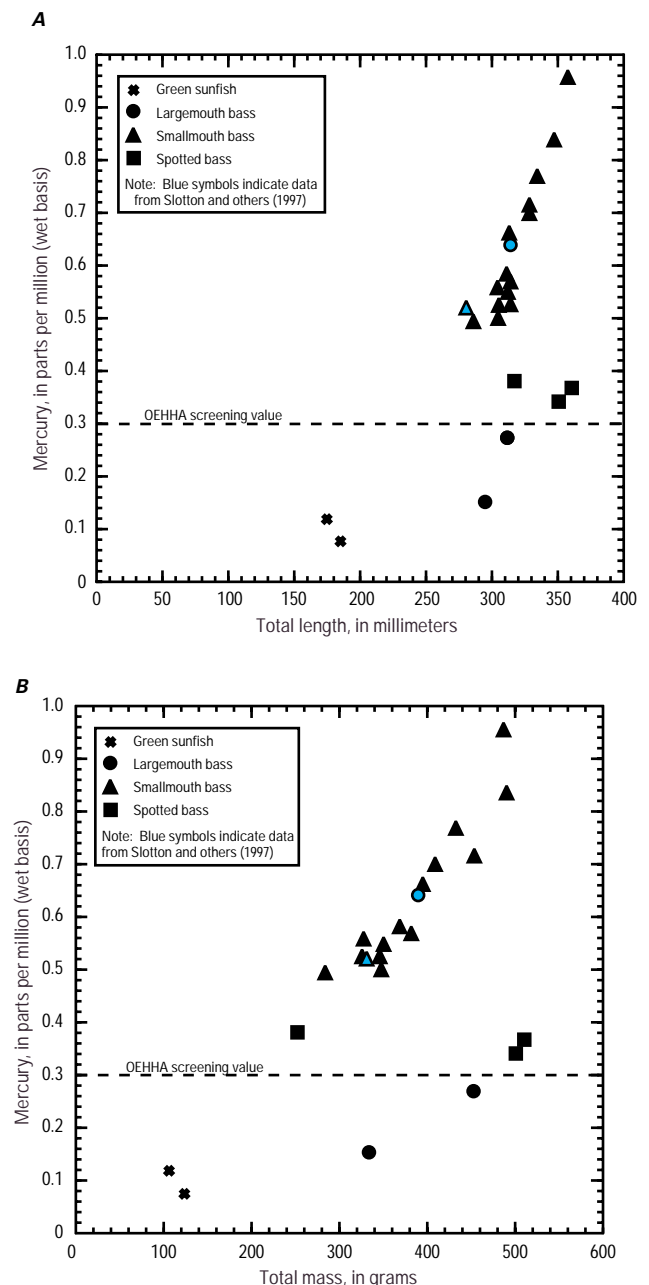 A
Mercury, in parts per million (wet basis)
1.0
0.9
0.8
0.7
0.6
0.5
0.4
0.3
0.2
0.1
0
Green sunfish
Largemouth bass
Smallmouth bass
Spotted bass
Note: Blue symbols indicate data
from Slotton and others (1997)
OEHHA screening value
0 50 100 150 200 250 300 350 400
Total length, in millimeters
B
Mercury, in parts per million (wet basis)
1.0
0.9
0.8
0.7
0.6
0.5
0.4
0.3
0.2
0.1
0
Green sunfish
Largemouth bass
Smallmouth bass
Spotted bass
Note: Blue symbols indicate data
from Slotton and others (1997)
OEHHA screening value
0 100 200 300 400 500 600
Total mass, in grams